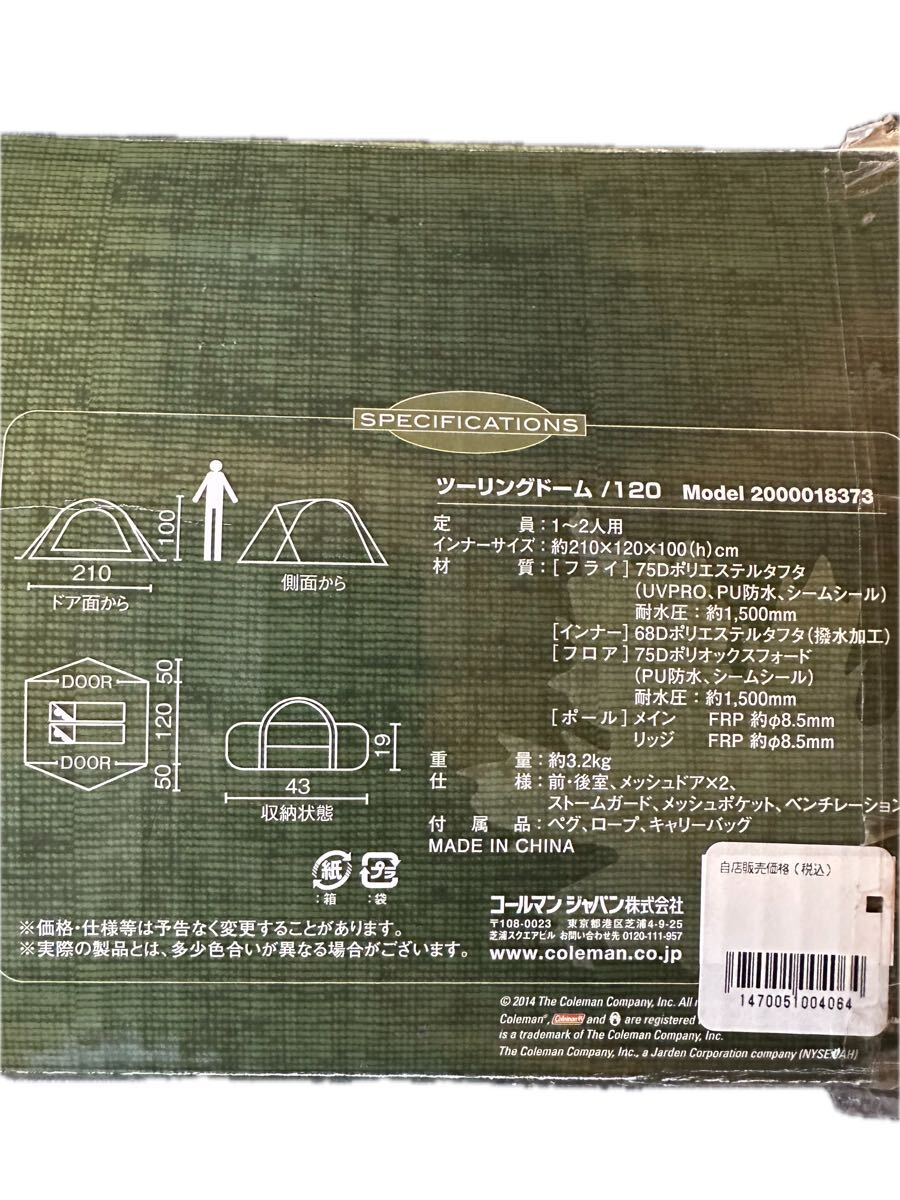 SPECIFICATIONS
ツーリングドーム /120 Model 2000018373
定員:1〜2人用
インナーサイズ:約210×120×100(h)cm
材質:[フライ]75Dポリエステルタフタ
(UVPRO、PU防水、シームシール)
耐水圧:約1,500mm
[インナー]68Dポリエステルタフタ(撥水加工)
[フロア]75Dポリオックスフォード
(PU防水、シームシール)
耐水圧:約1,500mm
[ポール]メイン FRP 約φ8.5mm
リッジ FRP 約φ8.5mm
重量:約3.2kg
仕様:前・後室、メッシュドア×2、
ストームガード、メッシュポケット、ベンチレーション
付属品:ペグ、ロープ、キャリーバッグ
MADE IN CHINA
100
210
ドア面から
側面から
DOOR
DOOR
50
120
50
19
43
収納状態
紙
:箱
プラ
:袋
※価格・仕様等は予告なく変更することがあります。
※実際の製品とは、多少色合いが異なる場合がございます。
コールマン ジャパン株式会社
〒108-0023 東京都港区芝浦4-9-25
芝浦スクエアビル お問い合わせ先 0120-111-957
www.coleman.co.jp
自店販売価格(税込)
1470051004064
© 2014 The Coleman Company, Inc. All
Coleman®, Coleman and are registered
is a trademark of The Coleman Company, Inc.
The Coleman Company, Inc., a Jarden Corporation company (NYSE:JAH)